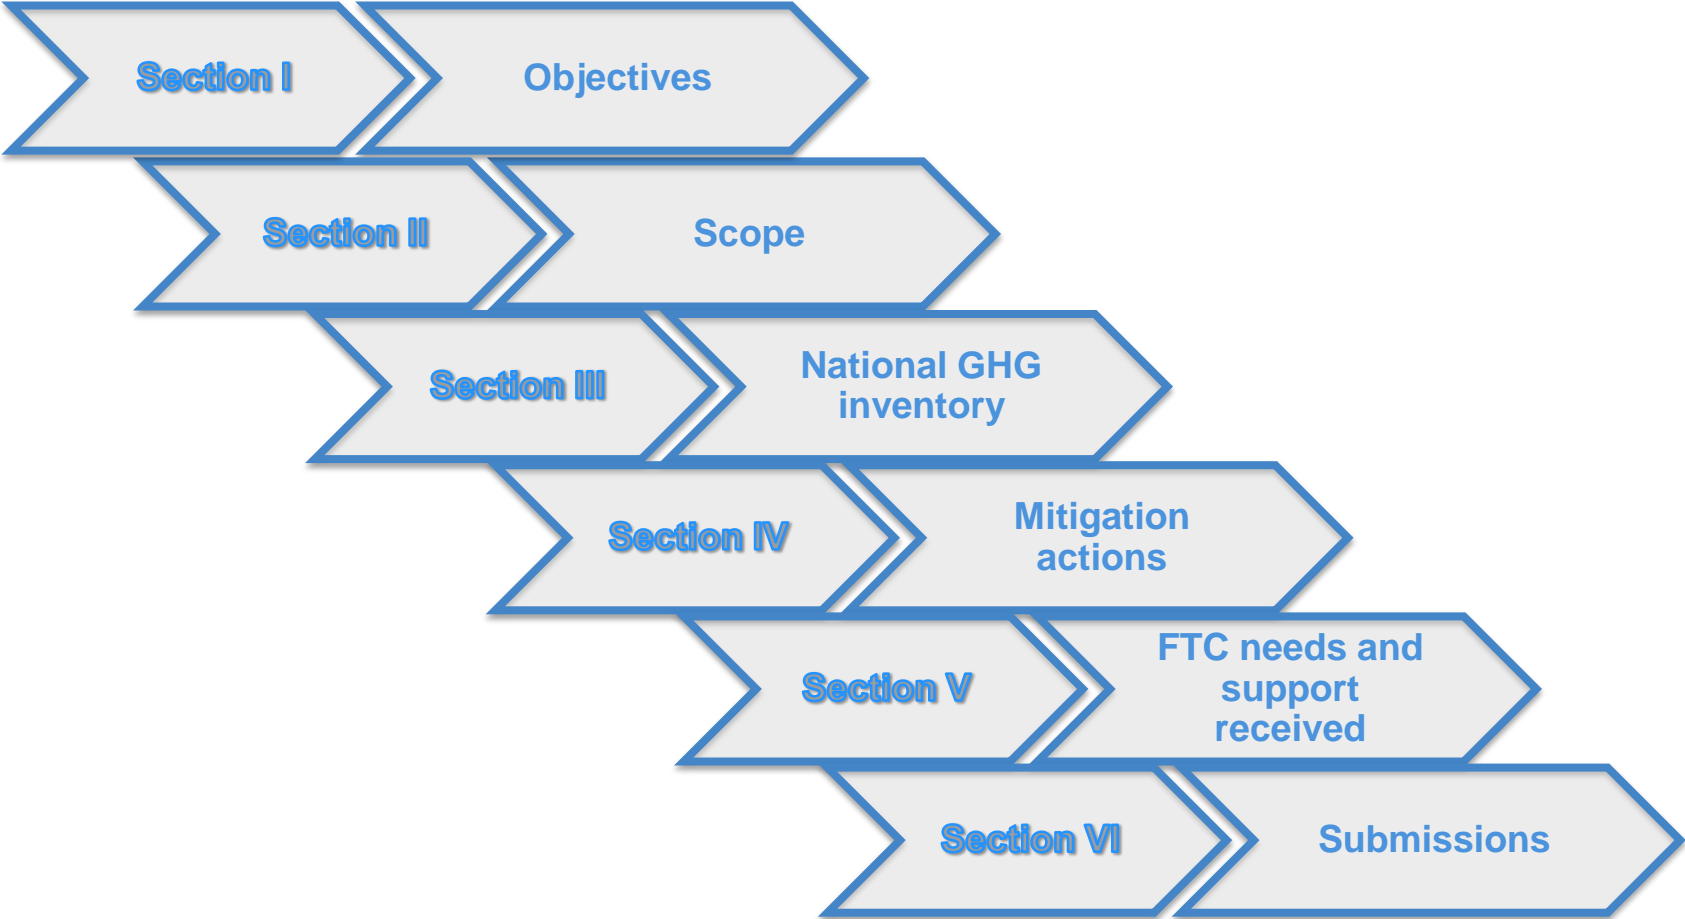 Section I
Objectives
Section II
Scope
Section III
National GHG
inventory
Section IV
Mitigation
actions
Section V
FTC needs and
support
received
Section VI
Submissions